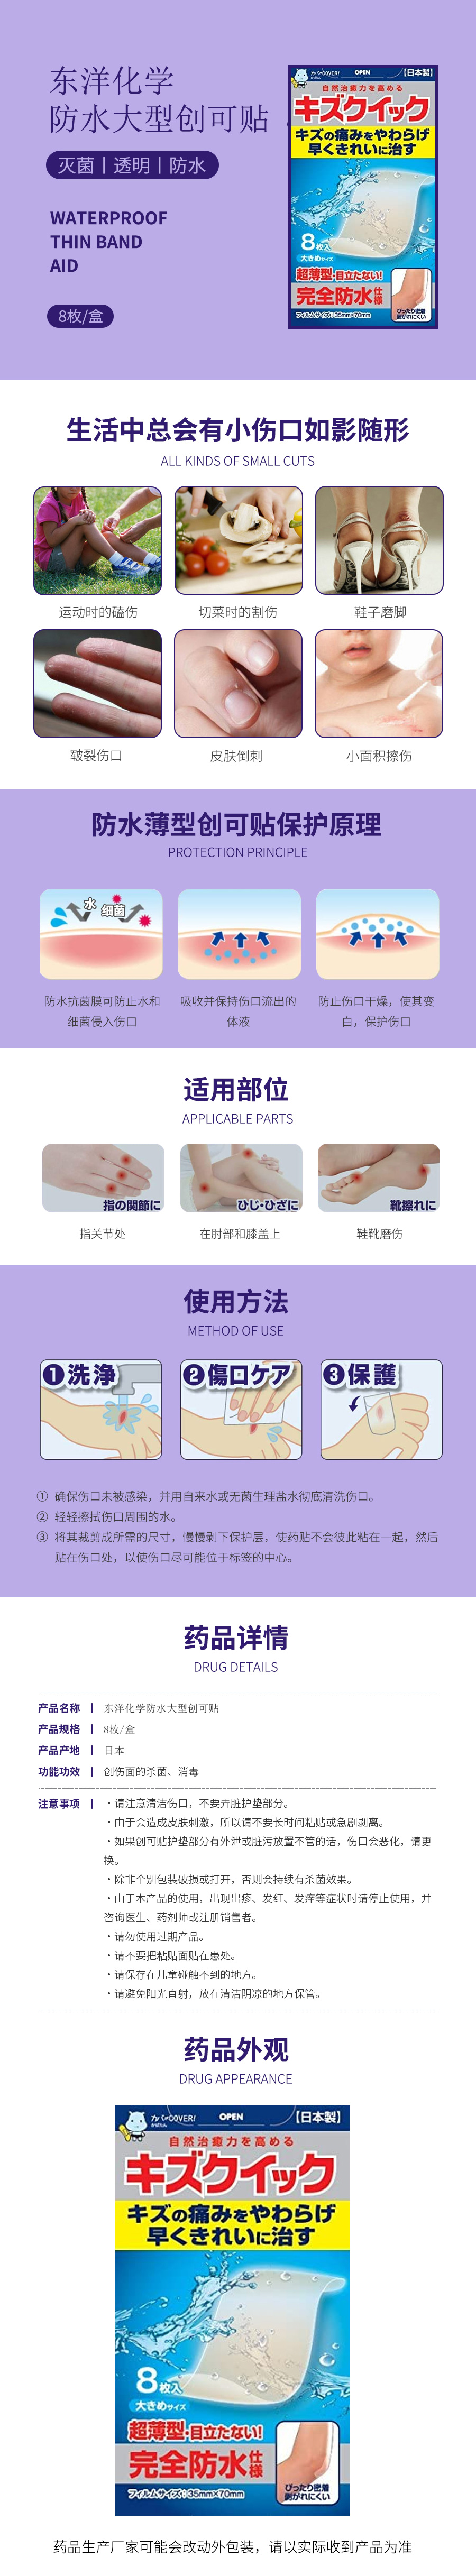 东洋化学
防水大型创可贴
灭菌丨透明丨防水
WATERPROOF
THIN BAND
AID
8枚/盒
OPEN
【日本製】
自然治癒力を高める
キズクイック
キズの痛みをやわらげ
早くきれいに治す
8枚入
大きめサイズ
超薄型・目立たない!
完全防水仕様
フィルムサイズ:35mm×70mm
ぴったり密着
剥がれにくい
生活中总会有小伤口如影随形
ALL KINDS OF SMALL CUTS
运动时的磕伤
切菜时的割伤
鞋子磨脚
皲裂伤口
皮肤倒刺
小面积擦伤
防水薄型创可贴保护原理
PROTECTION PRINCIPLE
水
细菌
防水抗菌膜可防止水和
细菌侵入伤口
吸收并保持伤口流出的
体液
防止伤口干燥，使其变
白，保护伤口
适用部位
APPLICABLE PARTS
指の関節に
ひじ・ひざに
靴擦れに
指关节处
在肘部和膝盖上
鞋靴磨伤
使用方法
METHOD OF USE
①洗浄
②傷口ケア
③保護
① 确保伤口未被感染，并用自来水或无菌生理盐水彻底清洗伤口。
② 轻轻擦拭伤口周围的水。
③ 将其裁剪成所需的尺寸，慢慢剥下保护层，使药贴不会彼此粘在一起，然后
贴在伤口处，以使伤口尽可能位于标签的中心。
药品详情
DRUG DETAILS
产品名称 东洋化学防水大型创可贴
产品规格 8枚/盒
产品产地 日本
功能功效 创伤面的杀菌、消毒
注意事项 ・请注意清洁伤口，不要弄脏护垫部分。
・由于会造成皮肤刺激，所以请不要长时间粘贴或急剧剥离。
・如果创可贴护垫部分有外泄或脏污放置不管的话，伤口会恶化，请更
换。
・除非个别包装破损或打开，否则会持续有杀菌效果。
・由于本产品的使用，出现出疹、发红、发痒等症状时请停止使用，并
咨询医生、药剂师或注册销售者。
・请勿使用过期产品。
・请不要把粘贴面贴在患处。
・请保存在儿童碰触不到的地方。
・请避免阳光直射，放在清洁阴凉的地方保管。
药品外观
DRUG APPEARANCE
OPEN
【日本製】
自然治癒力を高める
キズクイック
キズの痛みをやわらげ
早くきれいに治す
8枚入
大きめサイズ
超薄型・目立たない!
完全防水仕様
フィルムサイズ:35mm×70mm
ぴったり密着
剥がれにくい
药品生产厂家可能会改动外包装，请以实际收到产品为准